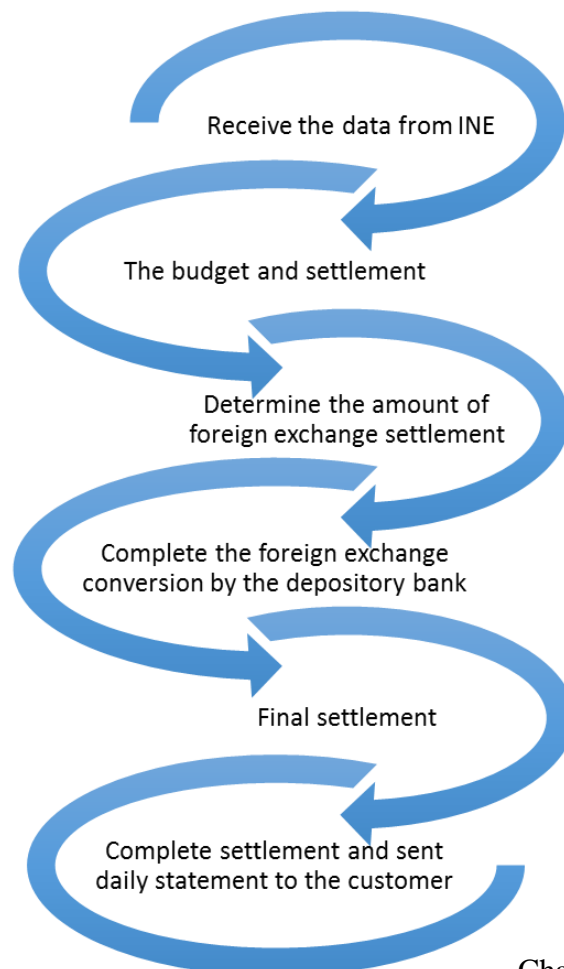 Receive the data from INE
The budget and settlement
Determine the amount of
foreign exchange settlement
Complete the foreign exchange
conversion by the depository bank
Final settlement
Complete settlement and sent
daily statement to the customer